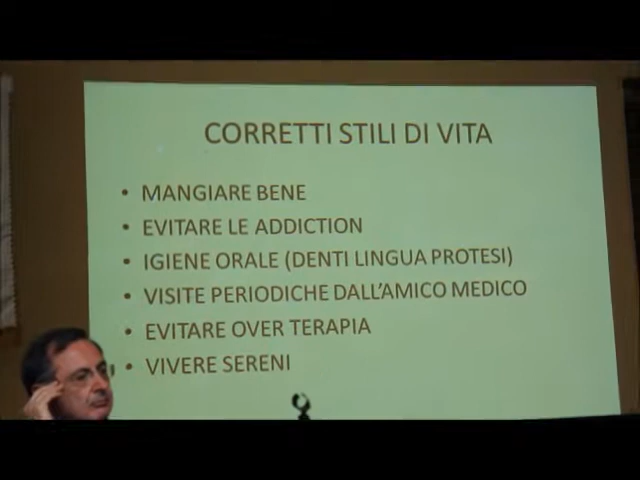 CORRETTI STILI DI VITA
• MANGIARE BENE
• EVITARE LE ADDICTION
• IGIENE ORALE (DENTI LINGUA PROTESI)
• VISITE PERIODICHE DALL'AMICO MEDICO
• EVITARE OVER TERAPIA
• VIVERE SERENI